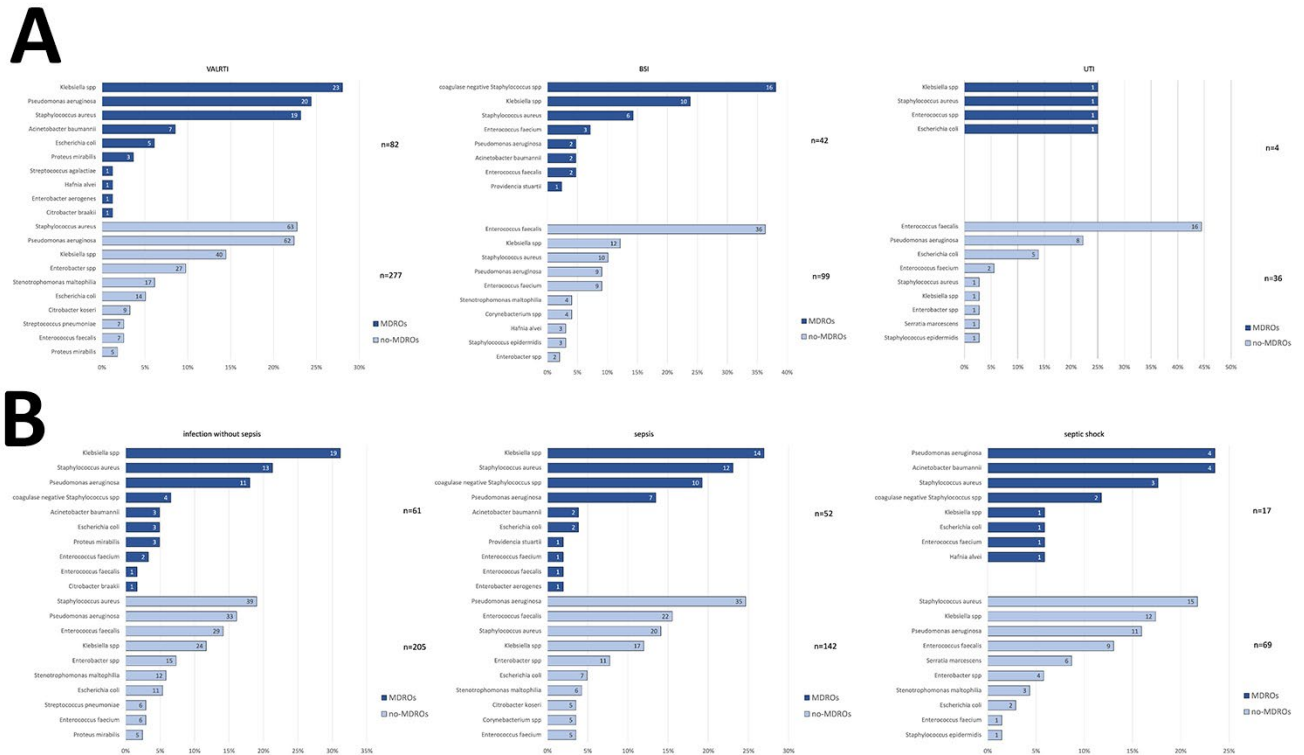 A
VALRTI
Klebsiella spp 23
Pseudomonas aeruginosa 20
Staphylococcus aureus 19
Acinetobacter baumannii 7
Escherichia coli 5
Proteus mirabilis 3
Streptococcus agalactiae 1
Hafnia alvei 1
Enterobacter aerogenes 1
Citrobacter braakii 1
n=82
Staphylococcus aureus 63
Pseudomonas aeruginosa 62
Klebsiella spp 40
Enterobacter spp 27
Stenotrophomonas maltophilia 17
Escherichia coli 14
Citrobacter koseri 9
Streptococcus pneumoniae 7
Enterococcus faecalis 7
Proteus mirabilis 5
n=277
MDROs
no-MDROs
0% 5% 10% 15% 20% 25% 30%
BSI
coagulase negative Staphylococcus spp 16
Klebsiella spp 10
Staphylococcus aureus 6
Enterococcus faecium 3
Pseudomonas aeruginosa 2
Acinetobacter baumannii 2
Enterococcus faecalis 2
Providencia stuartii 1
n=42
Enterococcus faecalis 36
Klebsiella spp 12
Staphylococcus aureus 10
Pseudomonas aeruginosa 9
Enterococcus faecium 9
Stenotrophomonas maltophilia 4
Corynebacterium spp 4
Hafnia alvei 3
Staphylococcus epidermidis 3
Enterobacter spp 2
n=99
MDROs
no-MDROs
0% 5% 10% 15% 20% 25% 30% 35% 40%
UTI
Klebsiella spp 1
Staphylococcus aureus 1
Enterococcus spp 1
Escherichia coli 1
n=4
Enterococcus faecalis 16
Pseudomonas aeruginosa 8
Escherichia coli 5
Enterococcus faecium 2
Staphylococcus aureus 1
Klebsiella spp 1
Enterobacter spp 1
Serratia marcescens 1
Staphylococcus epidermidis 1
n=36
MDROs
no-MDROs
0% 5% 10% 15% 20% 25% 30% 35% 40% 45% 50%
B
infection without sepsis
Klebsiella spp 19
Staphylococcus aureus 13
Pseudomonas aeruginosa 11
coagulase negative Staphylococcus spp 4
Acinetobacter baumannii 3
Escherichia coli 3
Proteus mirabilis 3
Enterococcus faecium 2
Enterococcus faecalis 1
Citrobacter braakii 1
n=61
Staphylococcus aureus 39
Pseudomonas aeruginosa 33
Enterococcus faecalis 29
Klebsiella spp 24
Enterobacter spp 15
Stenotrophomonas maltophilia 12
Escherichia coli 11
Streptococcus pneumoniae 6
Enterococcus faecium 6
Proteus mirabilis 5
n=205
MDROs
no-MDROs
0% 5% 10% 15% 20% 25% 30% 35%
sepsis
Klebsiella spp 14
Staphylococcus aureus 12
coagulase negative Staphylococcus spp 10
Pseudomonas aeruginosa 7
Acinetobacter baumannii 2
Escherichia coli 2
Providencia stuartii 1
Enterococcus faecium 1
Enterococcus faecalis 1
Enterobacter aerogenes 1
n=52
Pseudomonas aeruginosa 35
Enterococcus faecalis 22
Staphylococcus aureus 20
Klebsiella spp 17
Enterobacter spp 11
Escherichia coli 7
Stenotrophomonas maltophilia 6
Citrobacter koseri 5
Corynebacterium spp 5
Enterococcus faecium 5
n=142
MDROs
no-MDROs
0% 5% 10% 15% 20% 25% 30%
septic shock
Pseudomonas aeruginosa 4
Acinetobacter baumannii 4
Staphylococcus aureus 3
coagulase negative Staphylococcus spp 2
Klebsiella spp 1
Escherichia coli 1
Enterococcus faecium 1
Hafnia alvei 1
n=17
Staphylococcus aureus 15
Klebsiella spp 12
Pseudomonas aeruginosa 11
Enterococcus faecalis 9
Serratia marcescens 6
Enterobacter spp 4
Stenotrophomonas maltophilia 3
Escherichia coli 2
Enterococcus faecium 1
Staphylococcus epidermidis 1
n=69
MDROs
no-MDROs
0% 5% 10% 15% 20% 25%